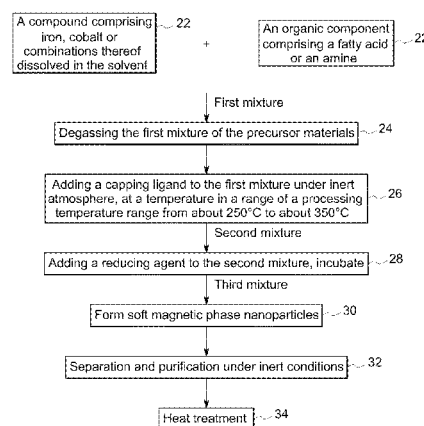 A compound comprising
iron, cobalt or
combinations thereof
dissolved in the solvent
22
+
An organic component
comprising a fatty acid
or an amine
22
First mixture
Degassing the first mixture of the precursor materials
24
Adding a capping ligand to the first mixture under inert
atmosphere, at a temperature in a range of a processing
temperature range from about 250°C to about 350°C
26
Second mixture
Adding a reducing agent to the second mixture, incubate
28
Third mixture
Form soft magnetic phase nanoparticles
30
Separation and purification under inert conditions
32
Heat treatment
34